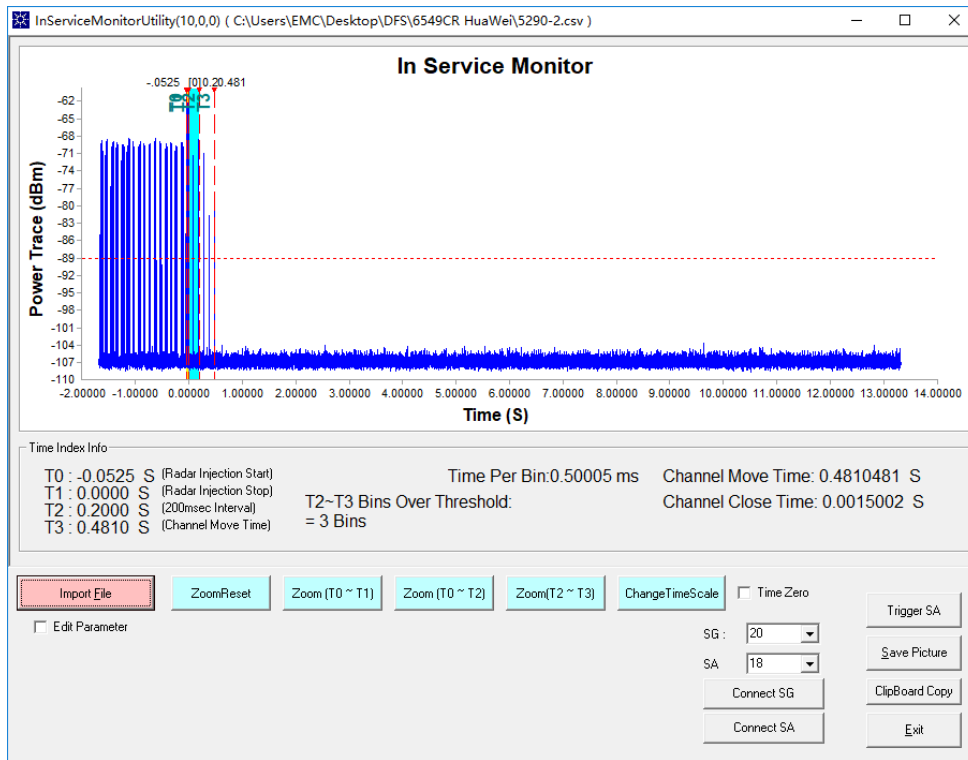 InServiceMonitorUtility(10,0,0) ( C:\Users\EMC\Desktop\DFS\6549CR HuaWei\5290-2.csv )
In Service Monitor
-.0525 [010.20.481
T0 T2 T3
Power Trace (dBm)
-62
-65
-68
-71
-74
-77
-80
-83
-86
-89
-92
-95
-98
-101
-104
-107
-110
-2.00000 -1.00000 0.00000 1.00000 2.00000 3.00000 4.00000 5.00000 6.00000 7.00000 8.00000 9.00000 10.00000 11.00000 12.00000 13.00000 14.00000
Time (S)
Time Index Info
T0 : -0.0525 S (Radar Injection Start)
T1 : 0.0000 S (Radar Injection Stop)
T2 : 0.2000 S (200msec Interval)
T3 : 0.4810 S (Channel Move Time)
Time Per Bin:0.50005 ms
T2~T3 Bins Over Threshold:
= 3 Bins
Channel Move Time: 0.4810481 S
Channel Close Time: 0.0015002 S
Import File ZoomReset Zoom (T0 ~ T1) Zoom (T0 ~ T2) Zoom(T2 ~ T3) ChangeTimeScale Time Zero
Edit Parameter
SG : 20
SA 18
Connect SG
Connect SA
Trigger SA
Save Picture
ClipBoard Copy
Exit